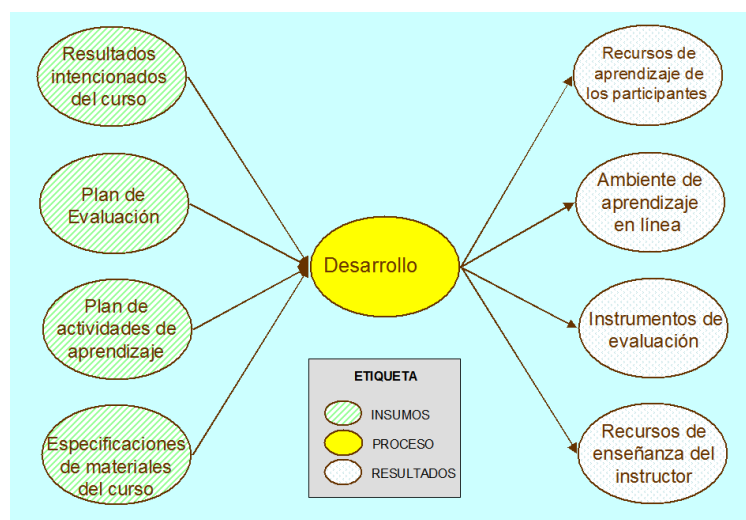 Resultados
intencionados
del curso
Plan de
Evaluación
Plan de
actividades de
aprendizaje
Especificaciones
de materiales
del curso
Desarrollo
Recursos de
aprendizaje de
los participantes
Ambiente de
aprendizaje
en línea
Instrumentos de
evaluación
Recursos de
enseñanza del
instructor
ETIQUETA
INSUMOS
PROCESO
RESULTADOS